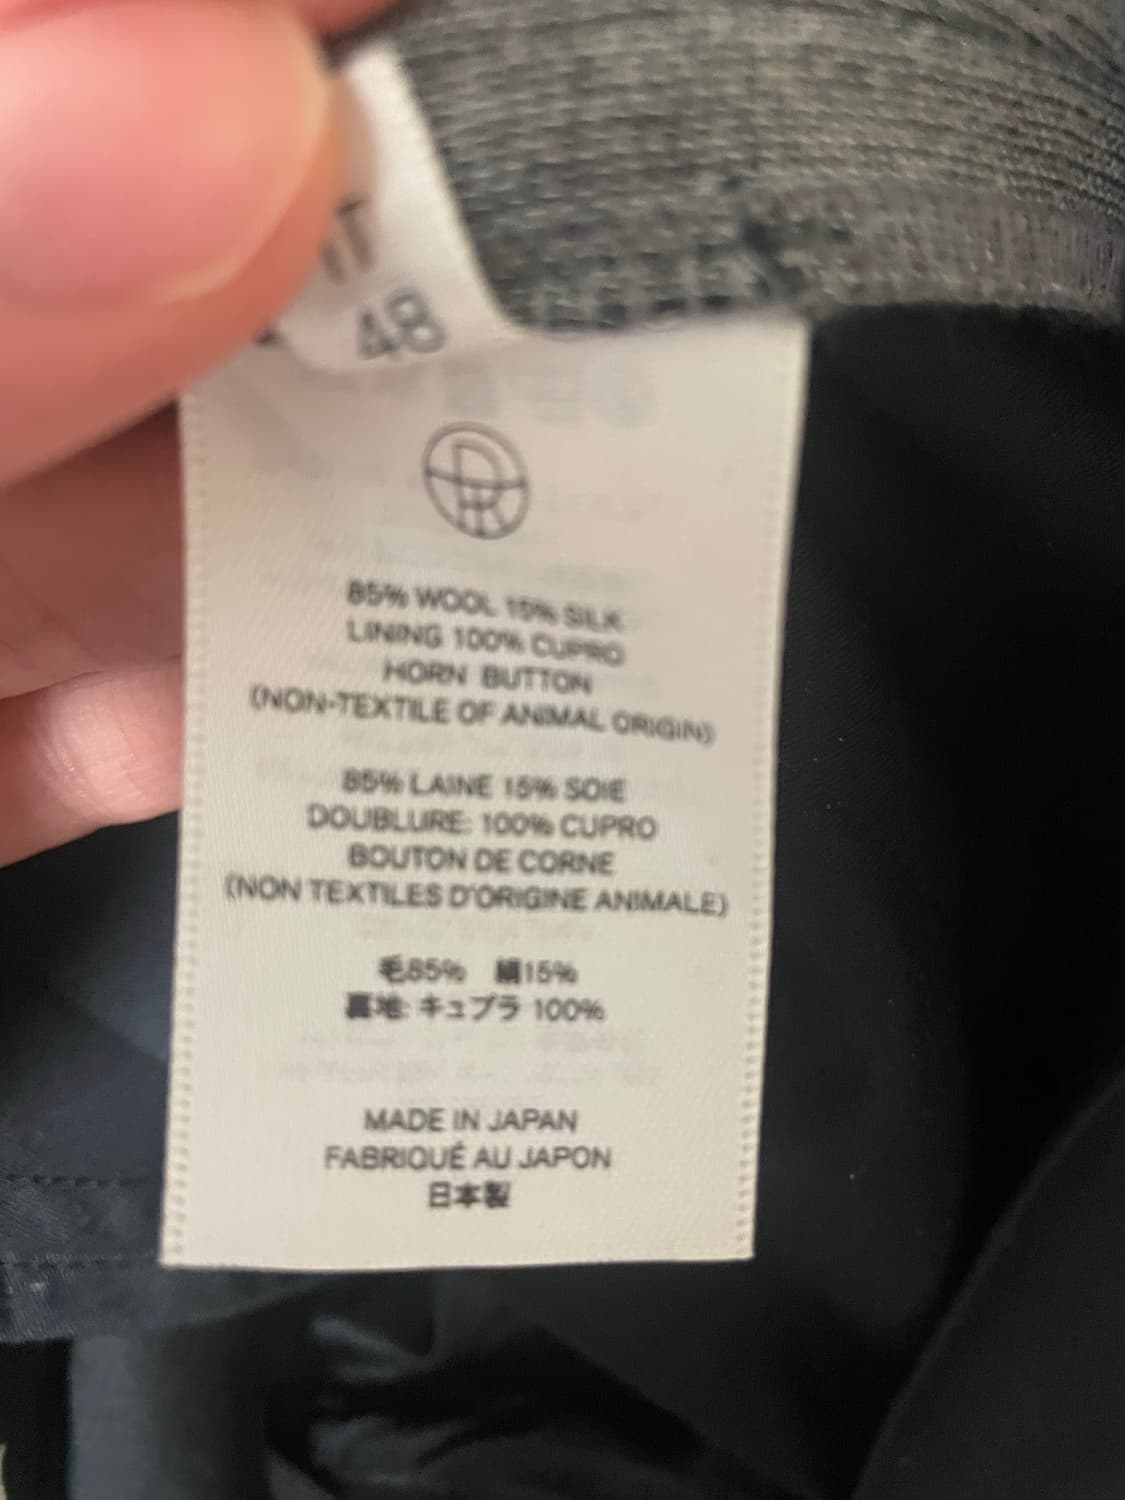 IT
48
85% WOOL 15% SILK
LINING 100% CUPRO
HORN BUTTON
(NON-TEXTILE OF ANIMAL ORIGIN)
85% LAINE 15% SOIE
DOUBLURE: 100% CUPRO
BOUTON DE CORNE
(NON TEXTILES D'ORIGINE ANIMALE)
毛85% 絹15%
裏地: キュプラ 100%
MADE IN JAPAN
FABRIQUÉ AU JAPON
日本製